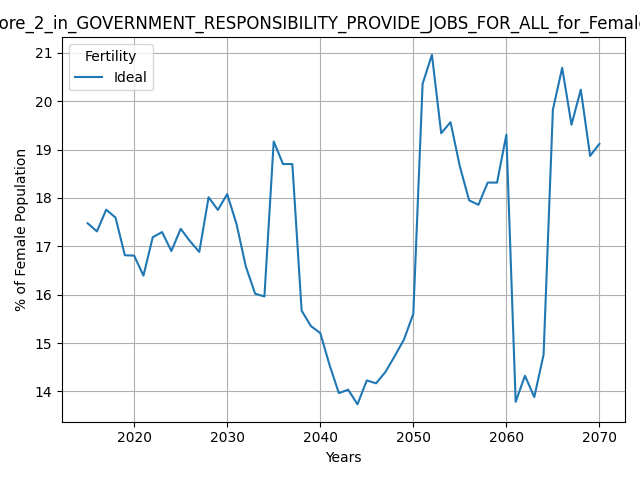 ore_2_in_GOVERNMENT_RESPONSIBILITY_PROVIDE_JOBS_FOR_ALL_for_Female
Fertility
Ideal
21
20
19
18
17
16
15
14
% of Female Population
2020 2030 2040 2050 2060 2070
Years